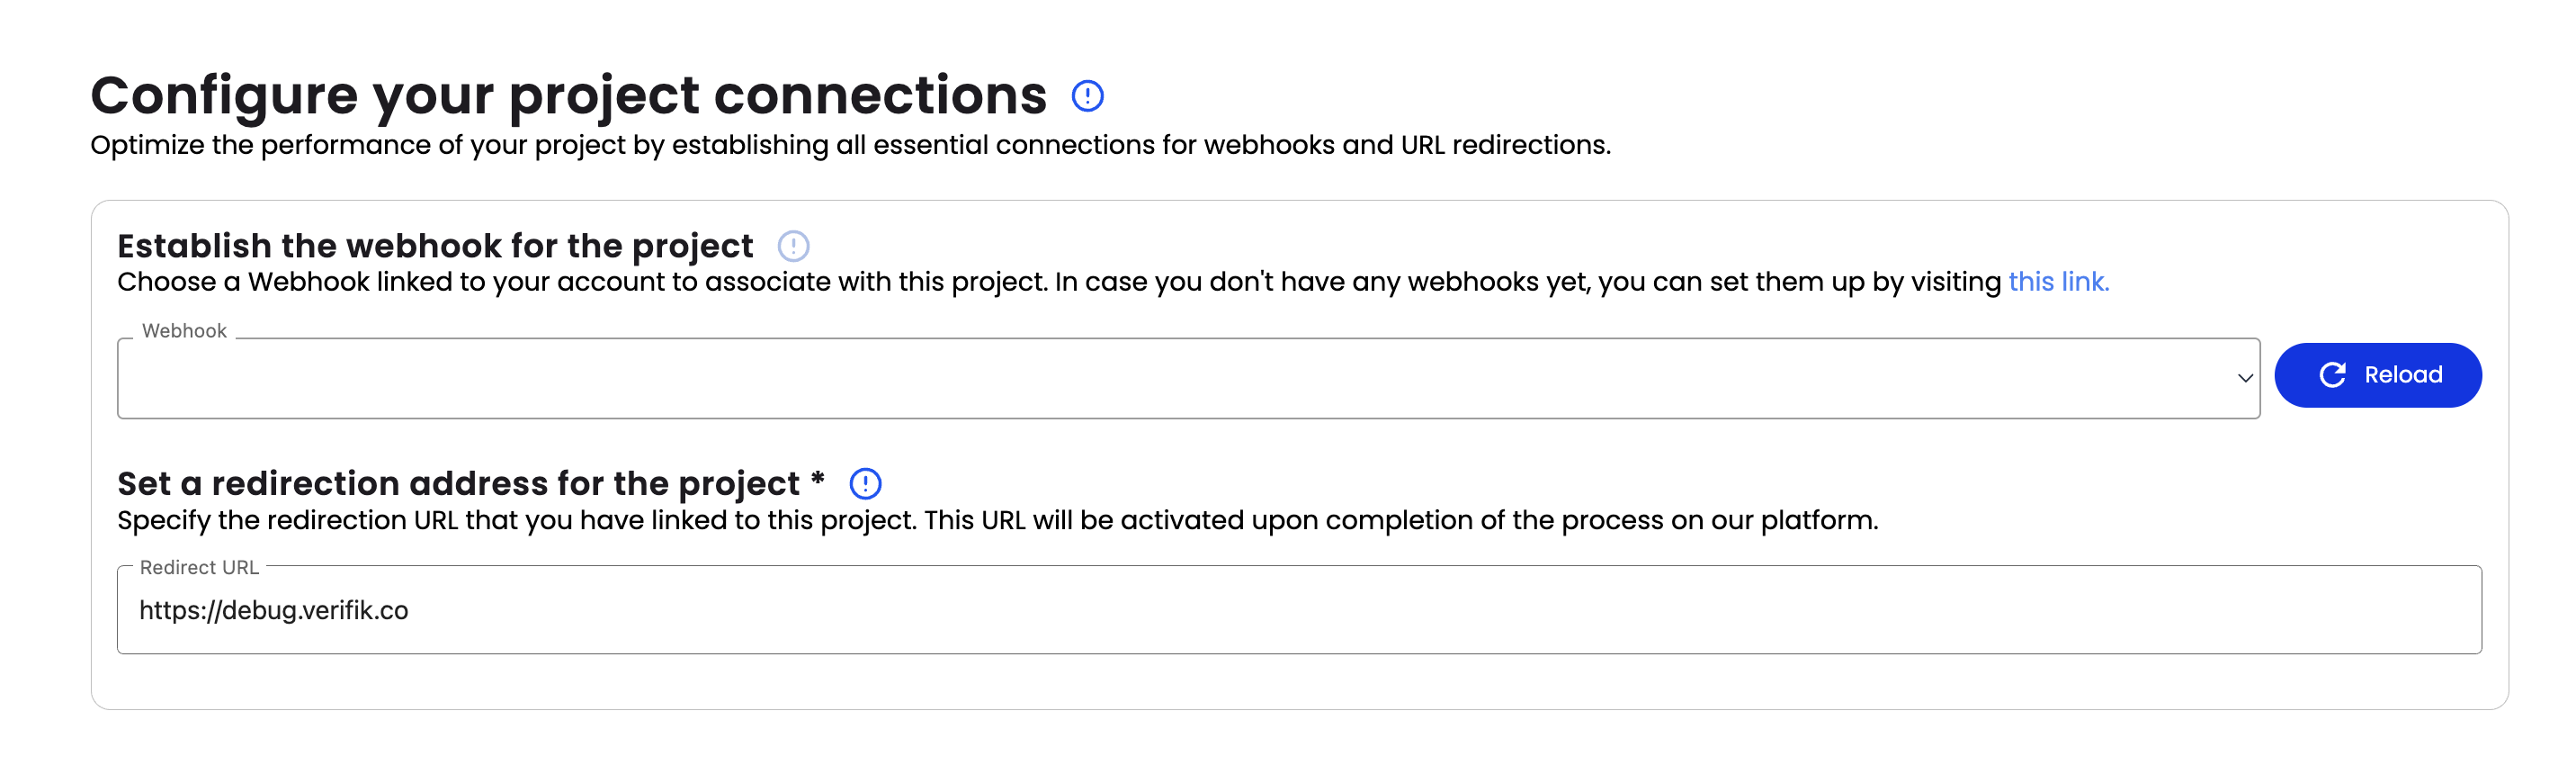 Configure your project connections
Optimize the performance of your project by establishing all essential connections for webhooks and URL redirections.
Establish the webhook for the project
Choose a Webhook linked to your account to associate with this project. In case you don't have any webhooks yet, you can set them up by visiting this link.
Webhook
Reload
Set a redirection address for the project *
Specify the redirection URL that you have linked to this project. This URL will be activated upon completion of the process on our platform.
Redirect URL
https://debug.verifik.co